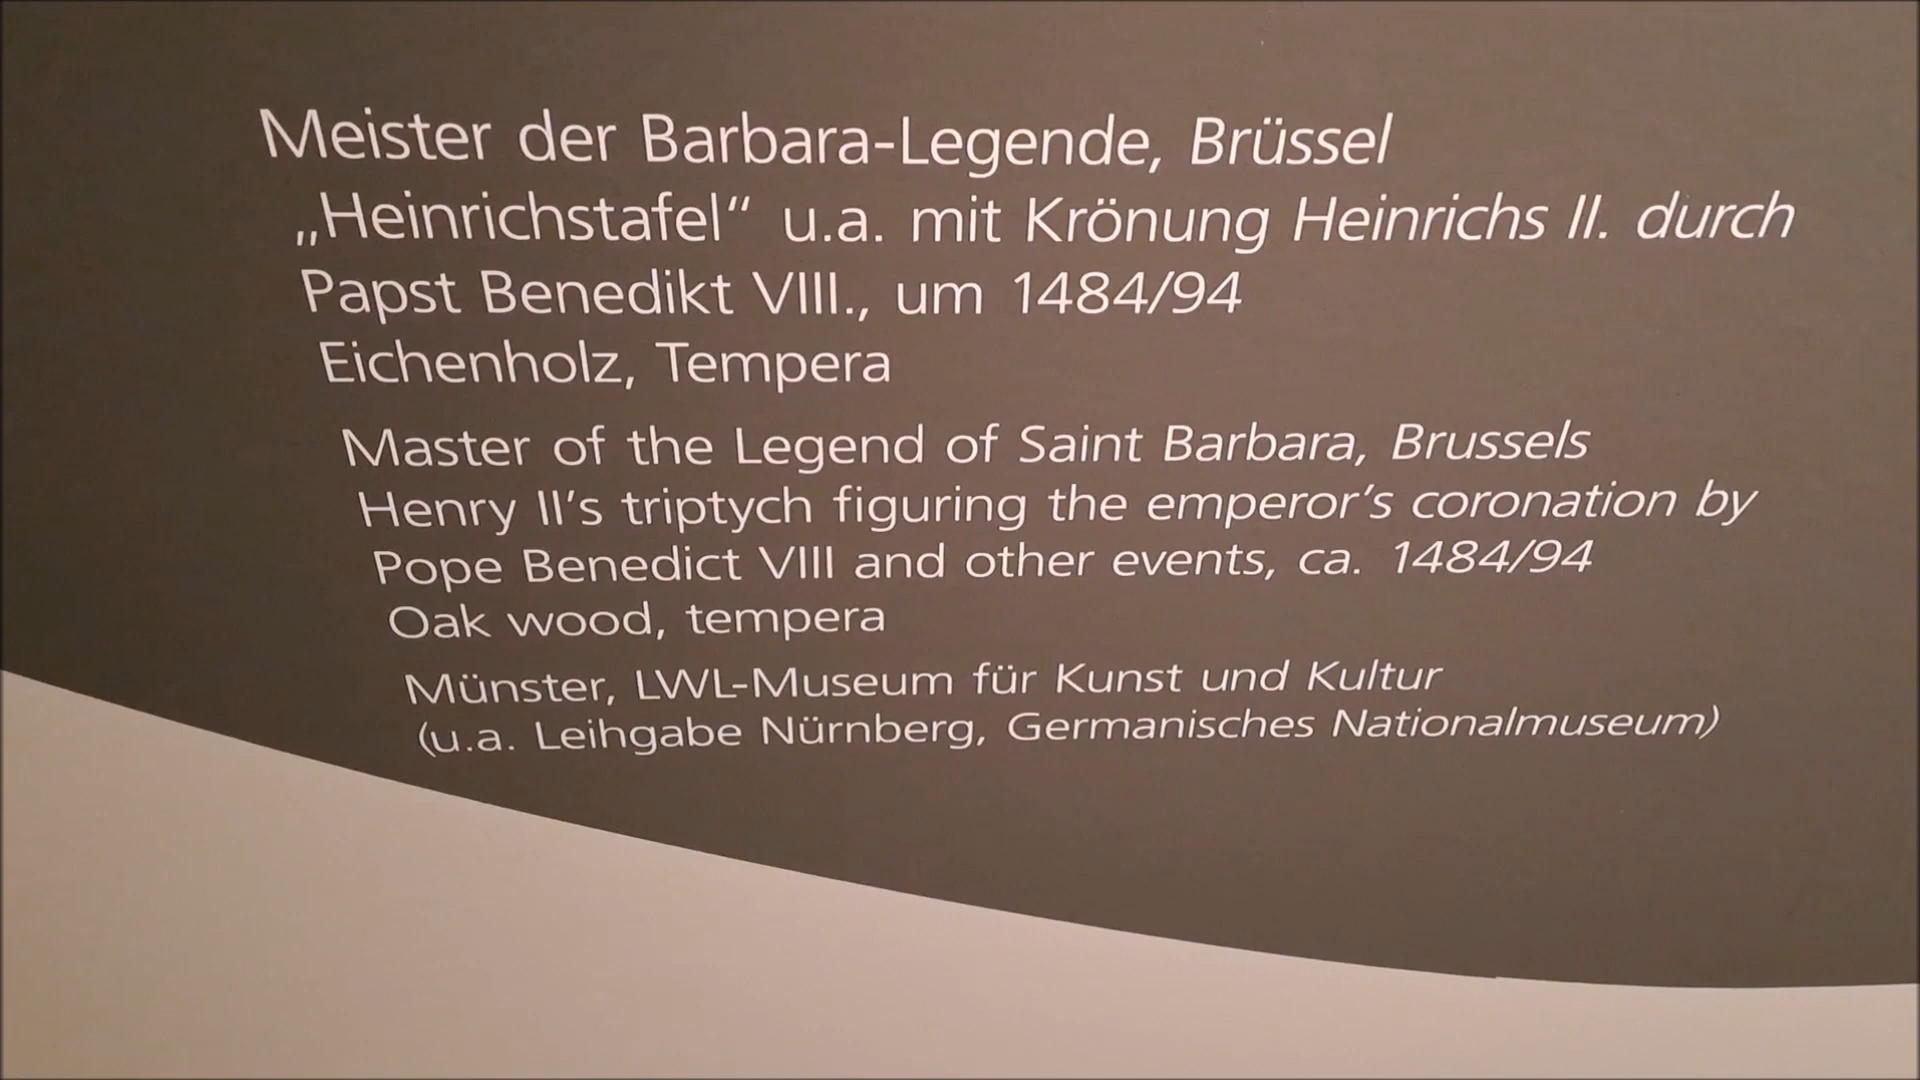 Meister der Barbara-Legende, Brüssel
„Heinrichstafel“ u.a. mit Krönung Heinrichs II. durch
Papst Benedikt VIII., um 1484/94
Eichenholz, Tempera
Master of the Legend of Saint Barbara, Brussels
Henry II’s triptych figuring the emperor’s coronation by
Pope Benedict VIII and other events, ca. 1484/94
Oak wood, tempera
Münster, LWL-Museum für Kunst und Kultur
(u.a. Leihgabe Nürnberg, Germanisches Nationalmuseum)